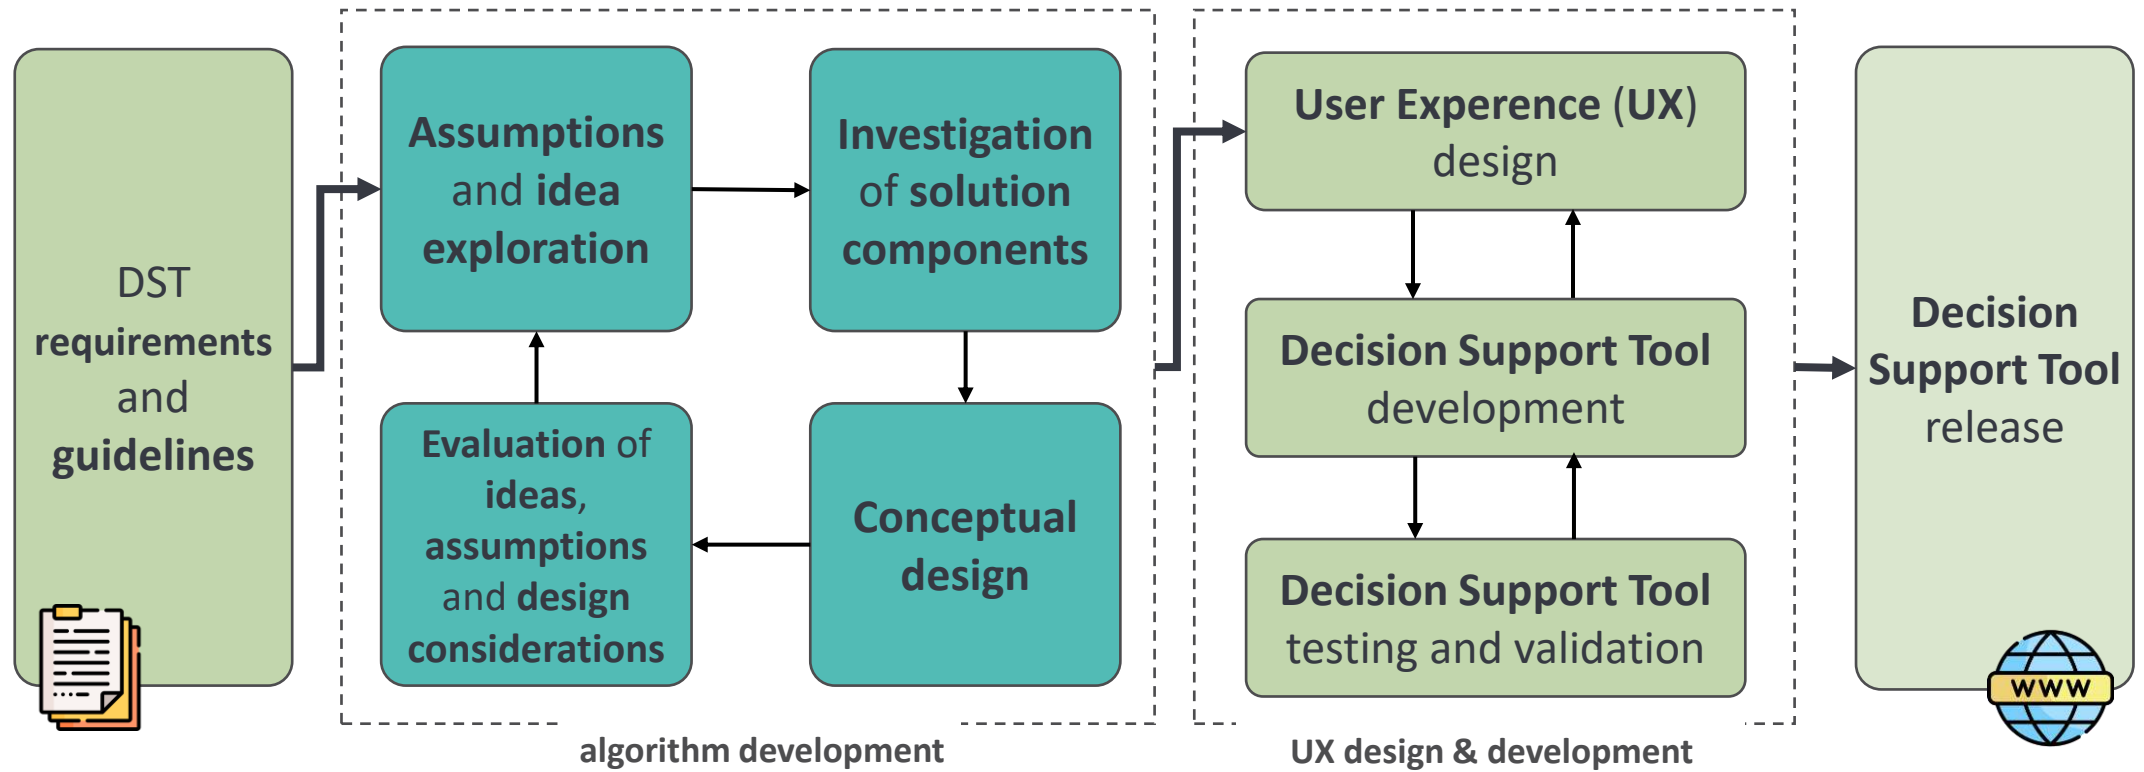 DST
requirements
and
guidelines
Assumptions
and idea
exploration
Investigation
of solution
components
Evaluation of
ideas,
assumptions
and design
considerations
Conceptual
design
algorithm development
User Experence (UX)
design
Decision Support Tool
development
Decision Support Tool
testing and validation
UX design & development
Decision
Support Tool
release
WWW